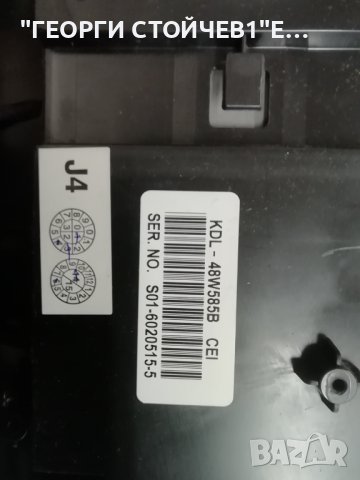 "ГЕОРГИ СТОЙЧЕВ1"Е...
J4
KDL - 48W585B CEI
SER. NO. S01-6020515-5
BAZAR